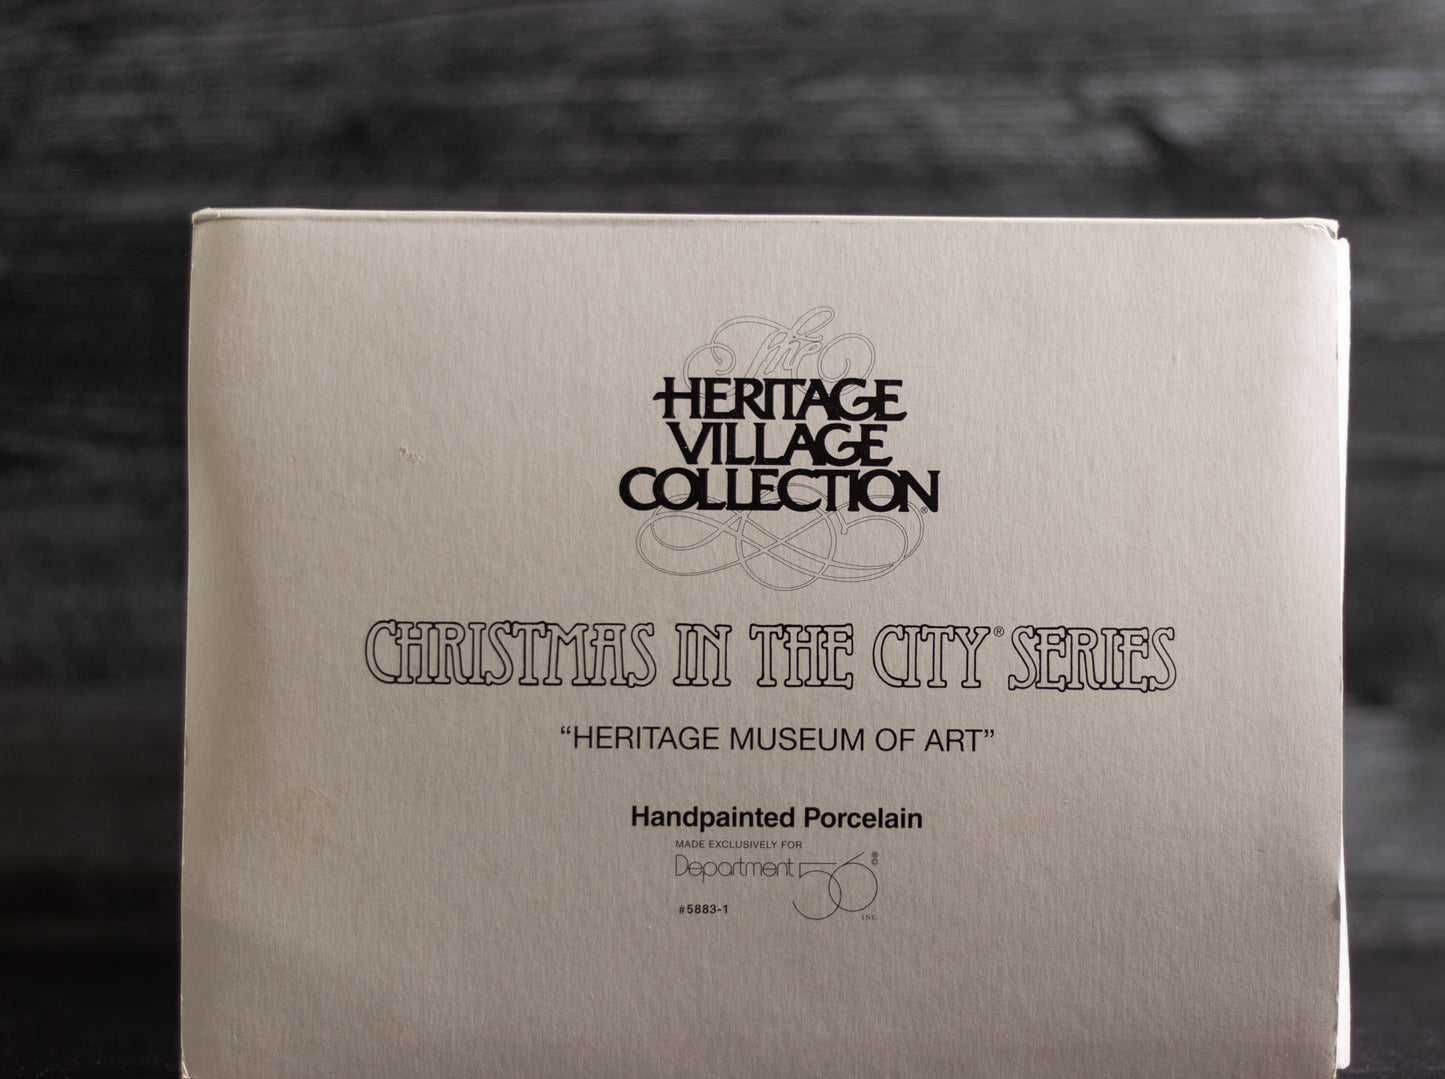 The
HERITAGE
VILLAGE
COLLECTION®
CHRISTMAS IN THE CITY® SERIES
“HERITAGE MUSEUM OF ART”
Handpainted Porcelain
MADE EXCLUSIVELY FOR
Department 56
INC.
#5883-1